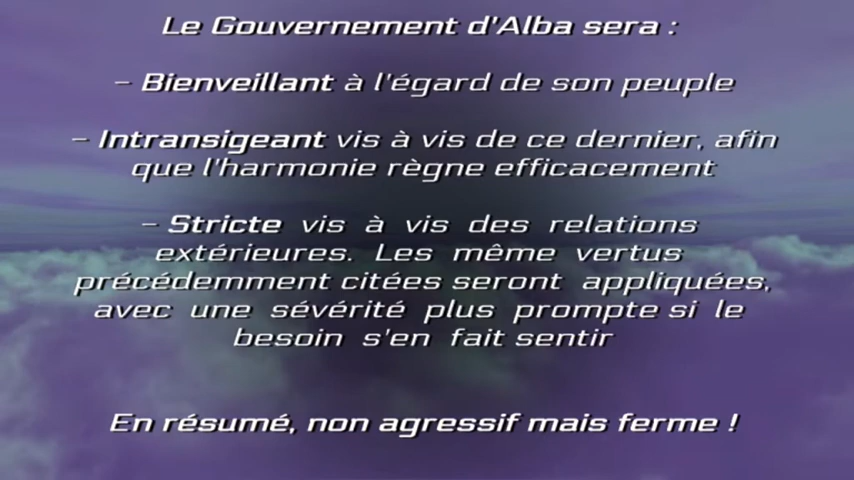 Le Gouvernement d'Alba sera :
– Bienveillant à l'égard de son peuple
– Intransigeant vis à vis de ce dernier, afin
que l'harmonie règne efficacement
– Stricte vis à vis des relations
extérieures. Les même vertus
précédemment citées seront appliquées,
avec une sévérité plus prompte si le
besoin s'en fait sentir
En résumé, non agressif mais ferme !